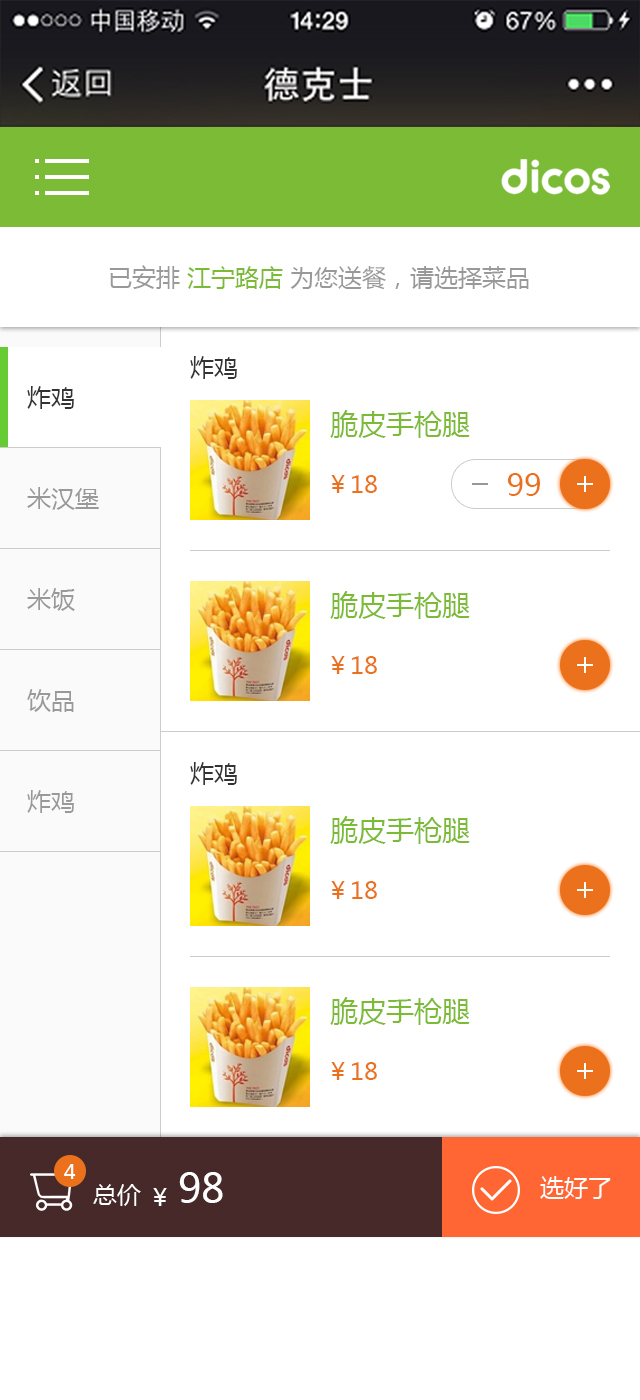 中国移动 14:29 67%
返回 德克士
dicos
已安排 江宁路店 为您送餐，请选择菜品
炸鸡
米汉堡
米饭
饮品
炸鸡
炸鸡
脆皮手枪腿
¥ 18 99
脆皮手枪腿
¥ 18
炸鸡
脆皮手枪腿
¥ 18
脆皮手枪腿
¥ 18
4 总价 ¥ 98 选好了